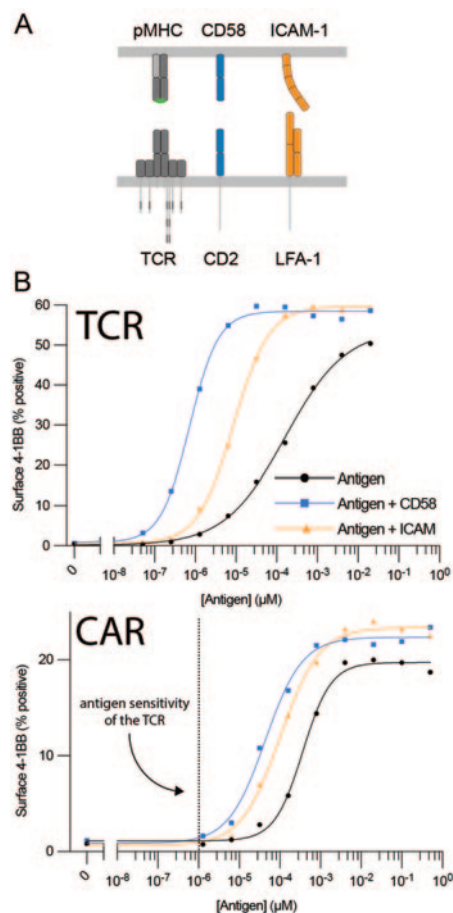 A
pMHC CD58 ICAM-1
TCR CD2 LFA-1
B
TCR
Surface 4-1BB (% positive)
60
50
40
30
20
10
0
Antigen
Antigen + CD58
Antigen + ICAM
0 10⁻⁸ 10⁻⁷ 10⁻⁶ 10⁻⁵ 10⁻⁴ 10⁻³ 10⁻² 10⁻¹ 10⁰
[Antigen] (μM)
CAR
Surface 4-1BB (% positive)
20
10
0
antigen sensitivity
of the TCR
0 10⁻⁸ 10⁻⁷ 10⁻⁶ 10⁻⁵ 10⁻⁴ 10⁻³ 10⁻² 10⁻¹ 10⁰
[Antigen] (μM)